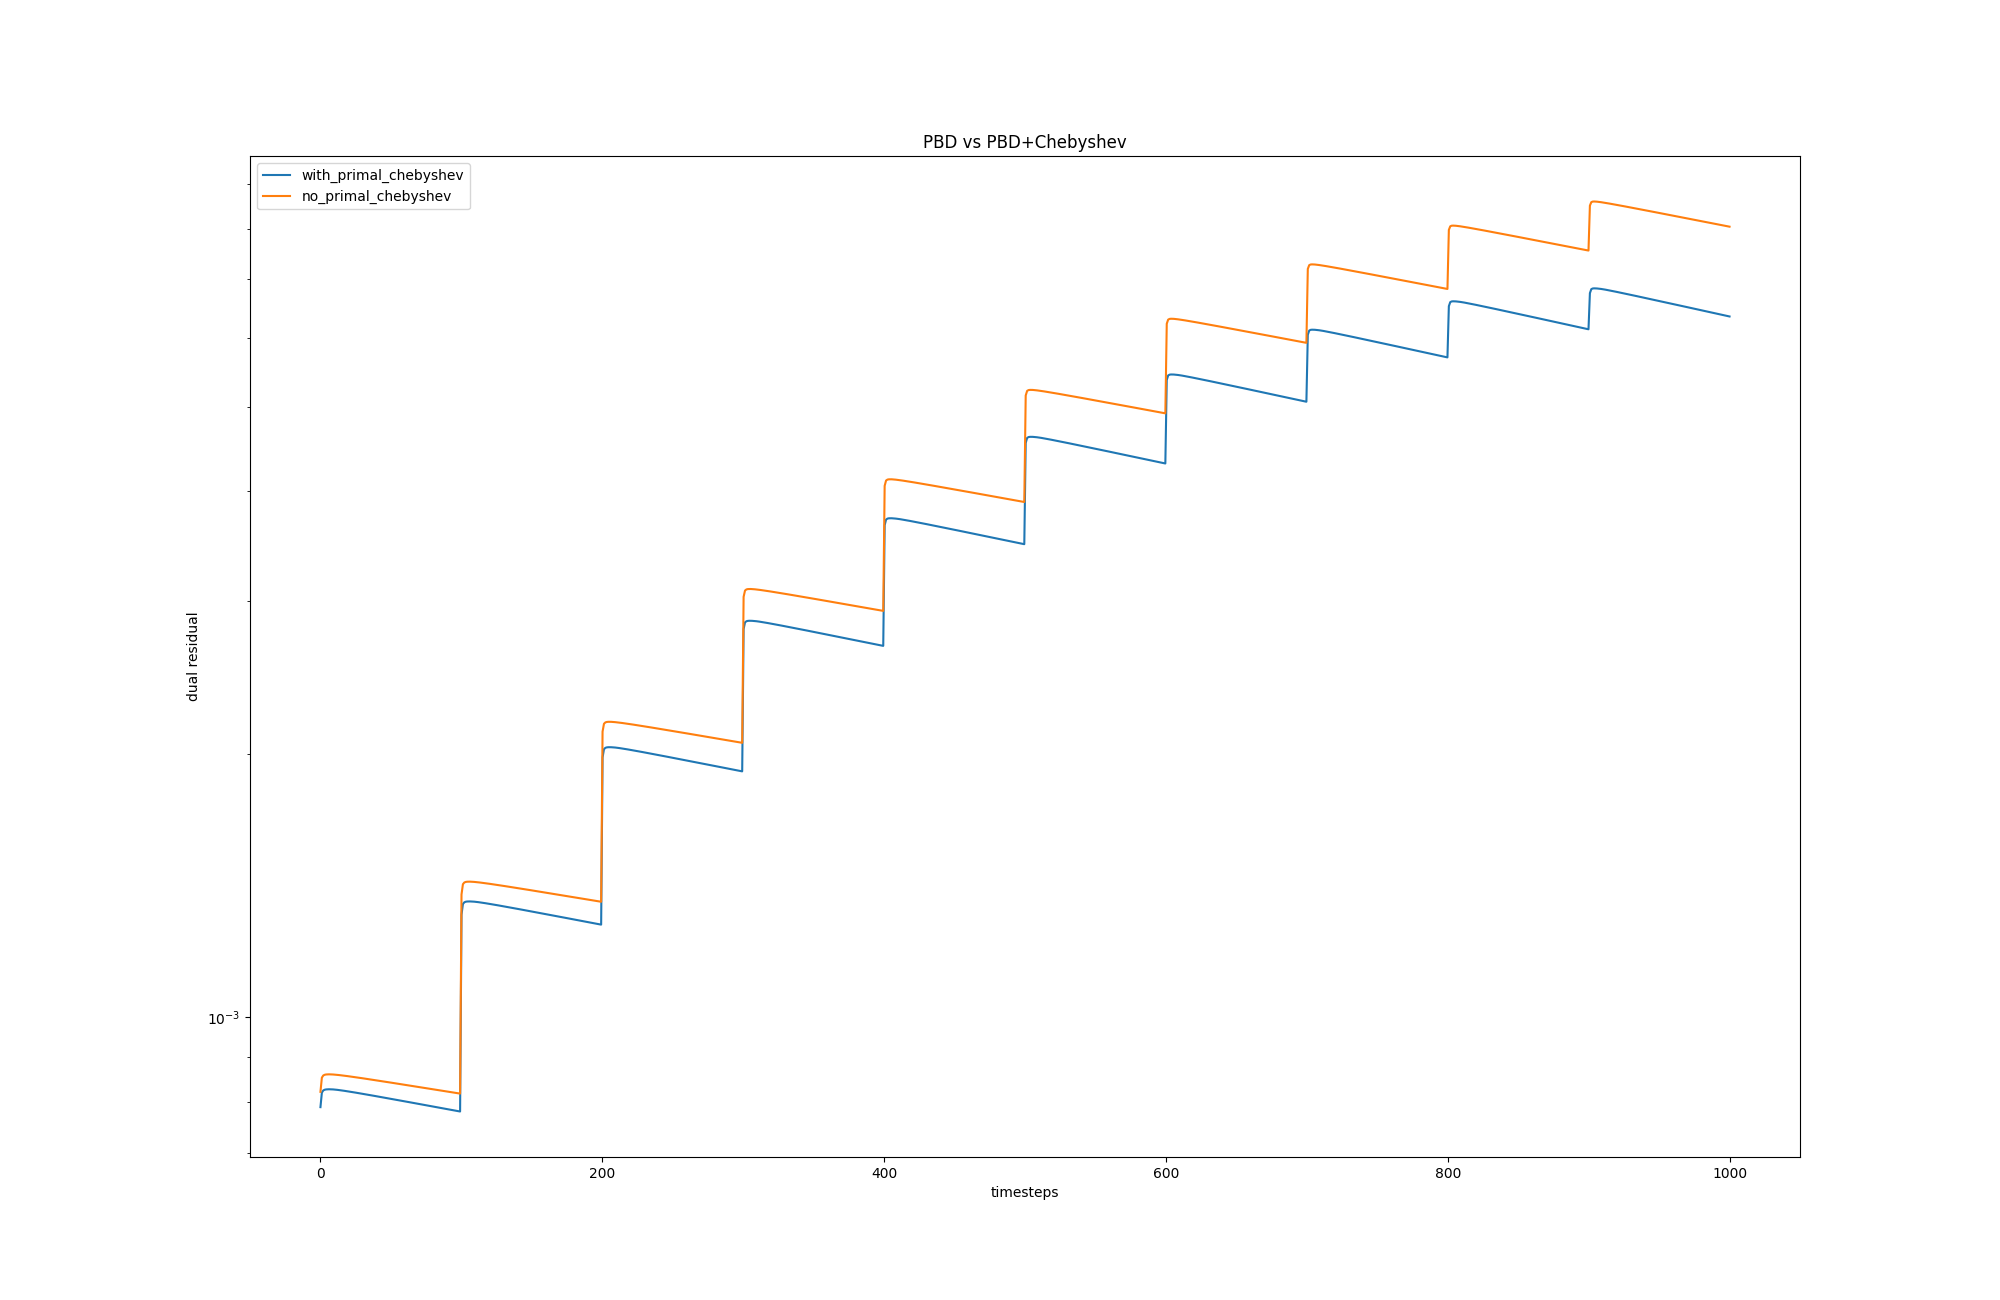 PBD vs PBD+Chebyshev
with_primal_chebyshev
no_primal_chebyshev
dual residual
10⁻³
0 200 400 600 800 1000
timesteps